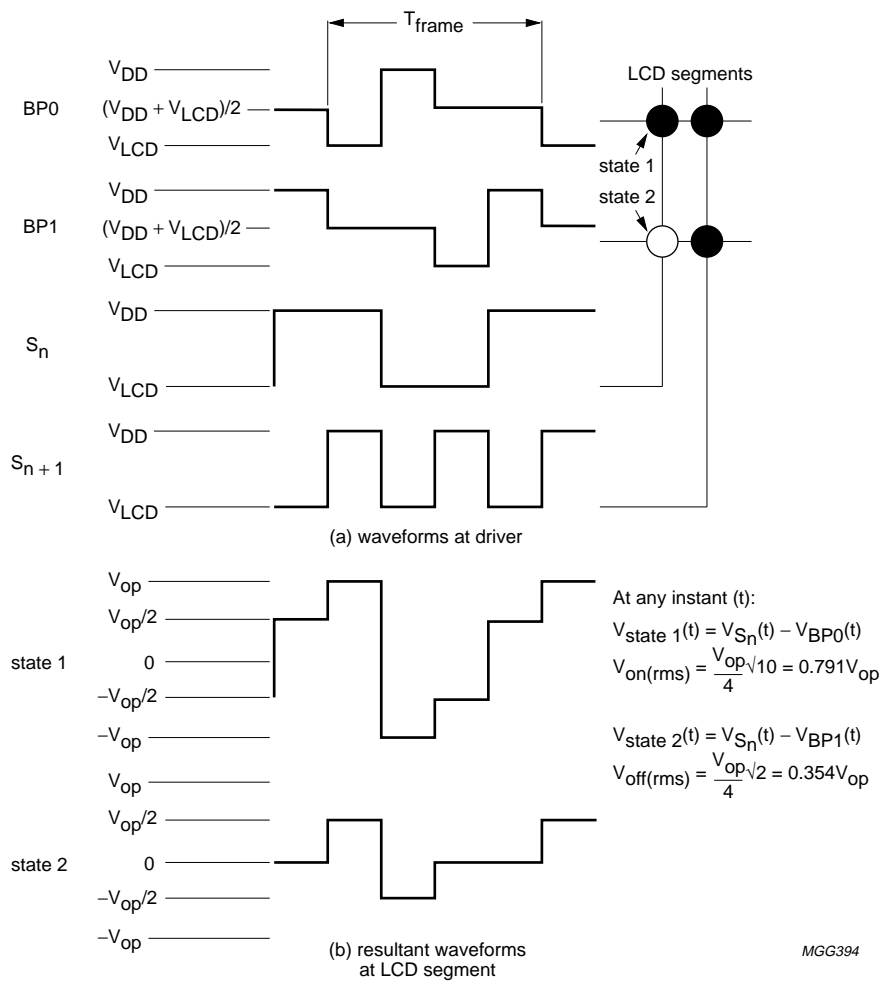 Tframe
VDD
BP0
(VDD + VLCD)/2
VLCD
LCD segments
state 1
VDD
state 2
BP1
(VDD + VLCD)/2
VLCD
VDD
Sn
VLCD
VDD
Sn + 1
VLCD
(a) waveforms at driver
Vop
Vop/2
state 1
0
−Vop/2
−Vop
At any instant (t):
Vstate 1(t) = VSn(t) − VBP0(t)
Von(rms) = Vop/4 √10 = 0.791Vop
Vstate 2(t) = VSn(t) − VBP1(t)
Voff(rms) = Vop/4 √2 = 0.354Vop
Vop
Vop/2
state 2
0
−Vop/2
−Vop
(b) resultant waveforms
at LCD segment
MGG394